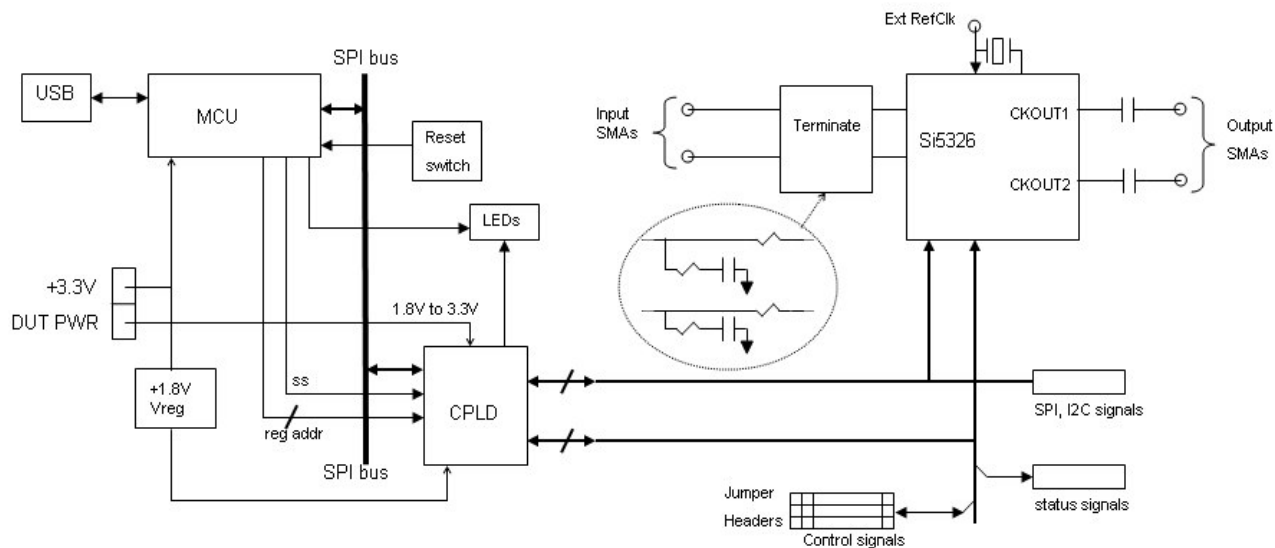 Ext RefClk
SPI bus
USB
MCU
Reset
switch
Input
SMAs
Terminate
Si5326
CKOUT1
CKOUT2
Output
SMAs
LEDs
+3.3V
DUT PWR
1.8V to 3.3V
+1.8V
Vreg
ss
reg addr
CPLD
SPI bus
SPI, I2C signals
status signals
Jumper
Headers
Control signals